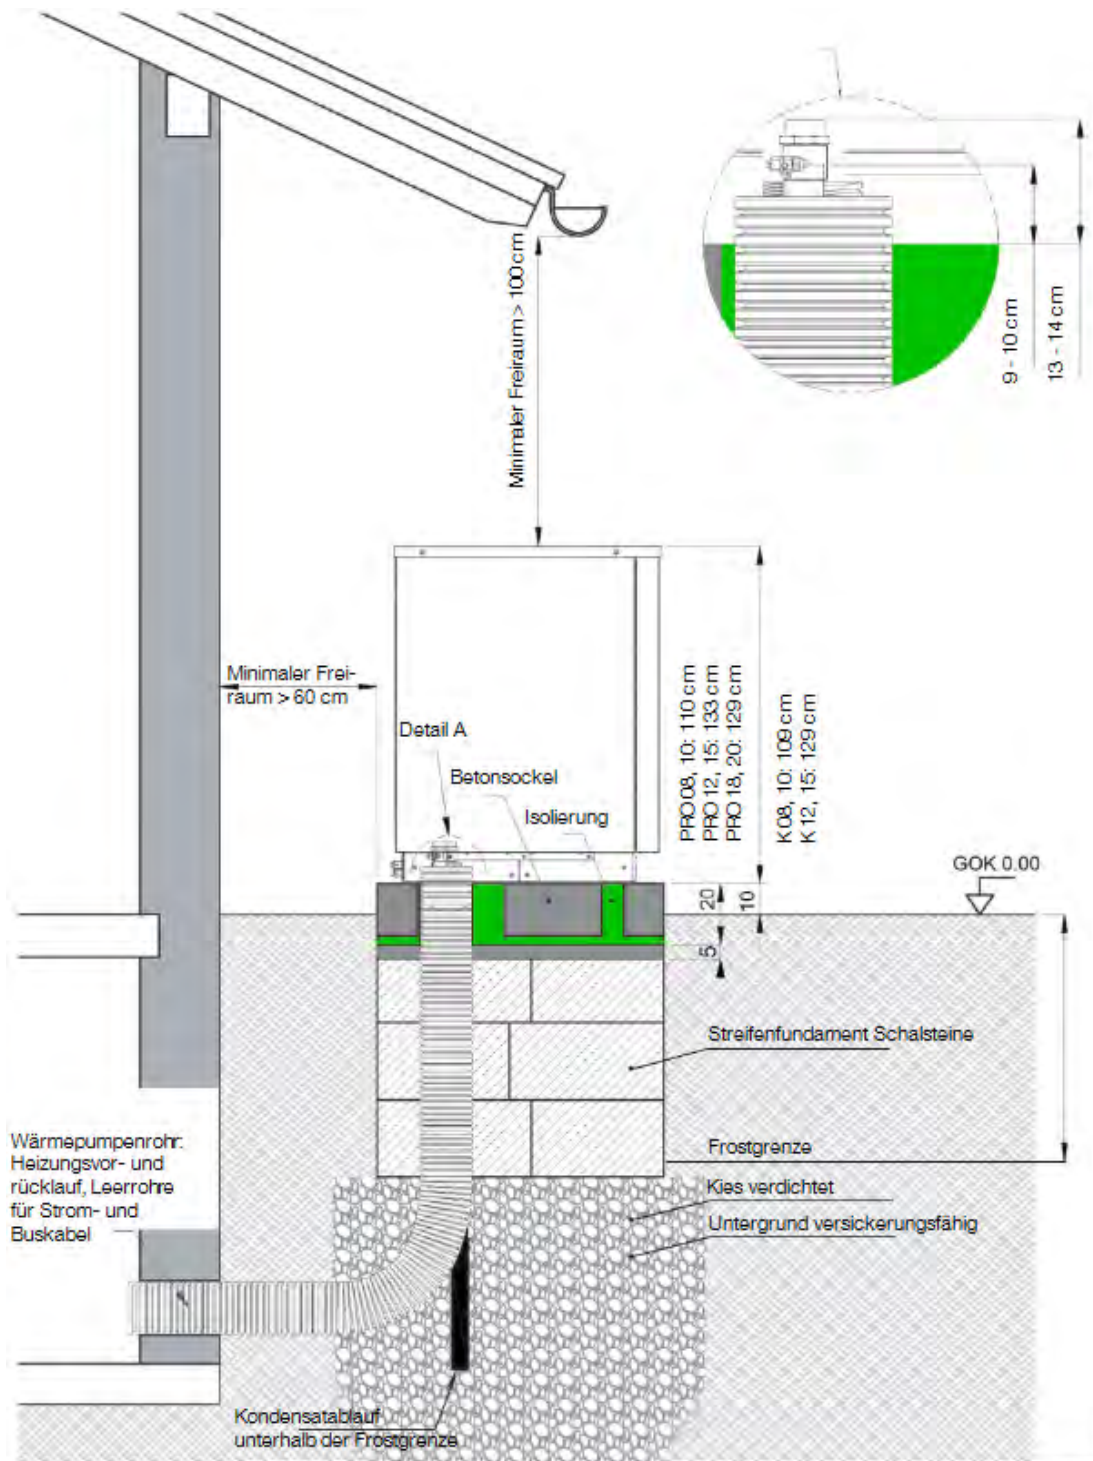 Minimaler Freiraum > 100 cm
9 - 10 cm
13 - 14 cm
Minimaler Frei-
raum > 60 cm
Detail A
Betonsockel
Isolierung
PRO 08, 10: 110 cm
PRO 12, 15: 133 cm
PRO 18, 20: 129 cm
K 08, 10: 109 cm
K 12, 15: 129 cm
GOK 0.00
20
10
5
Streifenfundament Schalsteine
Wärmepumpenrohr:
Heizungsvor- und
rücklauf, Leerrohre
für Strom- und
Buskabel
Frostgrenze
Kies verdichtet
Untergrund versickerungsfähig
Kondensatablauf
unterhalb der Frostgrenze